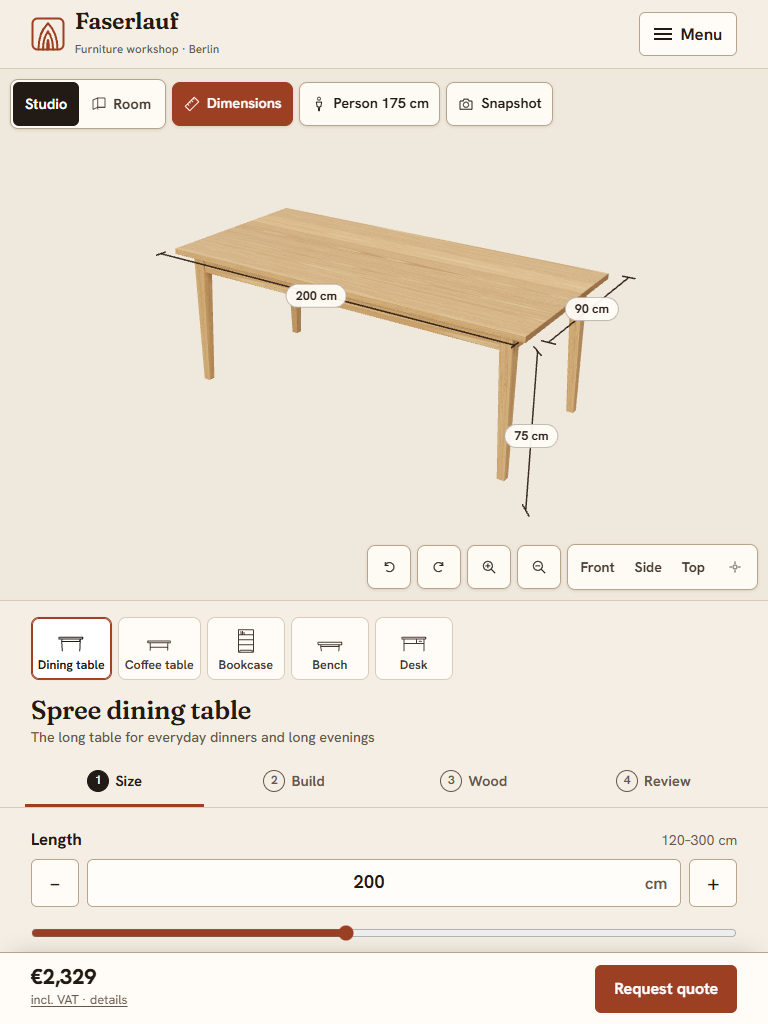 Faserlauf
Furniture workshop · Berlin
Menu
Studio
Room
Dimensions
Person 175 cm
Snapshot
200 cm
90 cm
75 cm
Front
Side
Top
Dining table
Coffee table
Bookcase
Bench
Desk
Spree dining table
The long table for everyday dinners and long evenings
1 Size
2 Build
3 Wood
4 Review
Length
120–300 cm
−
200
cm
+
€2,329
incl. VAT · details
Request quote